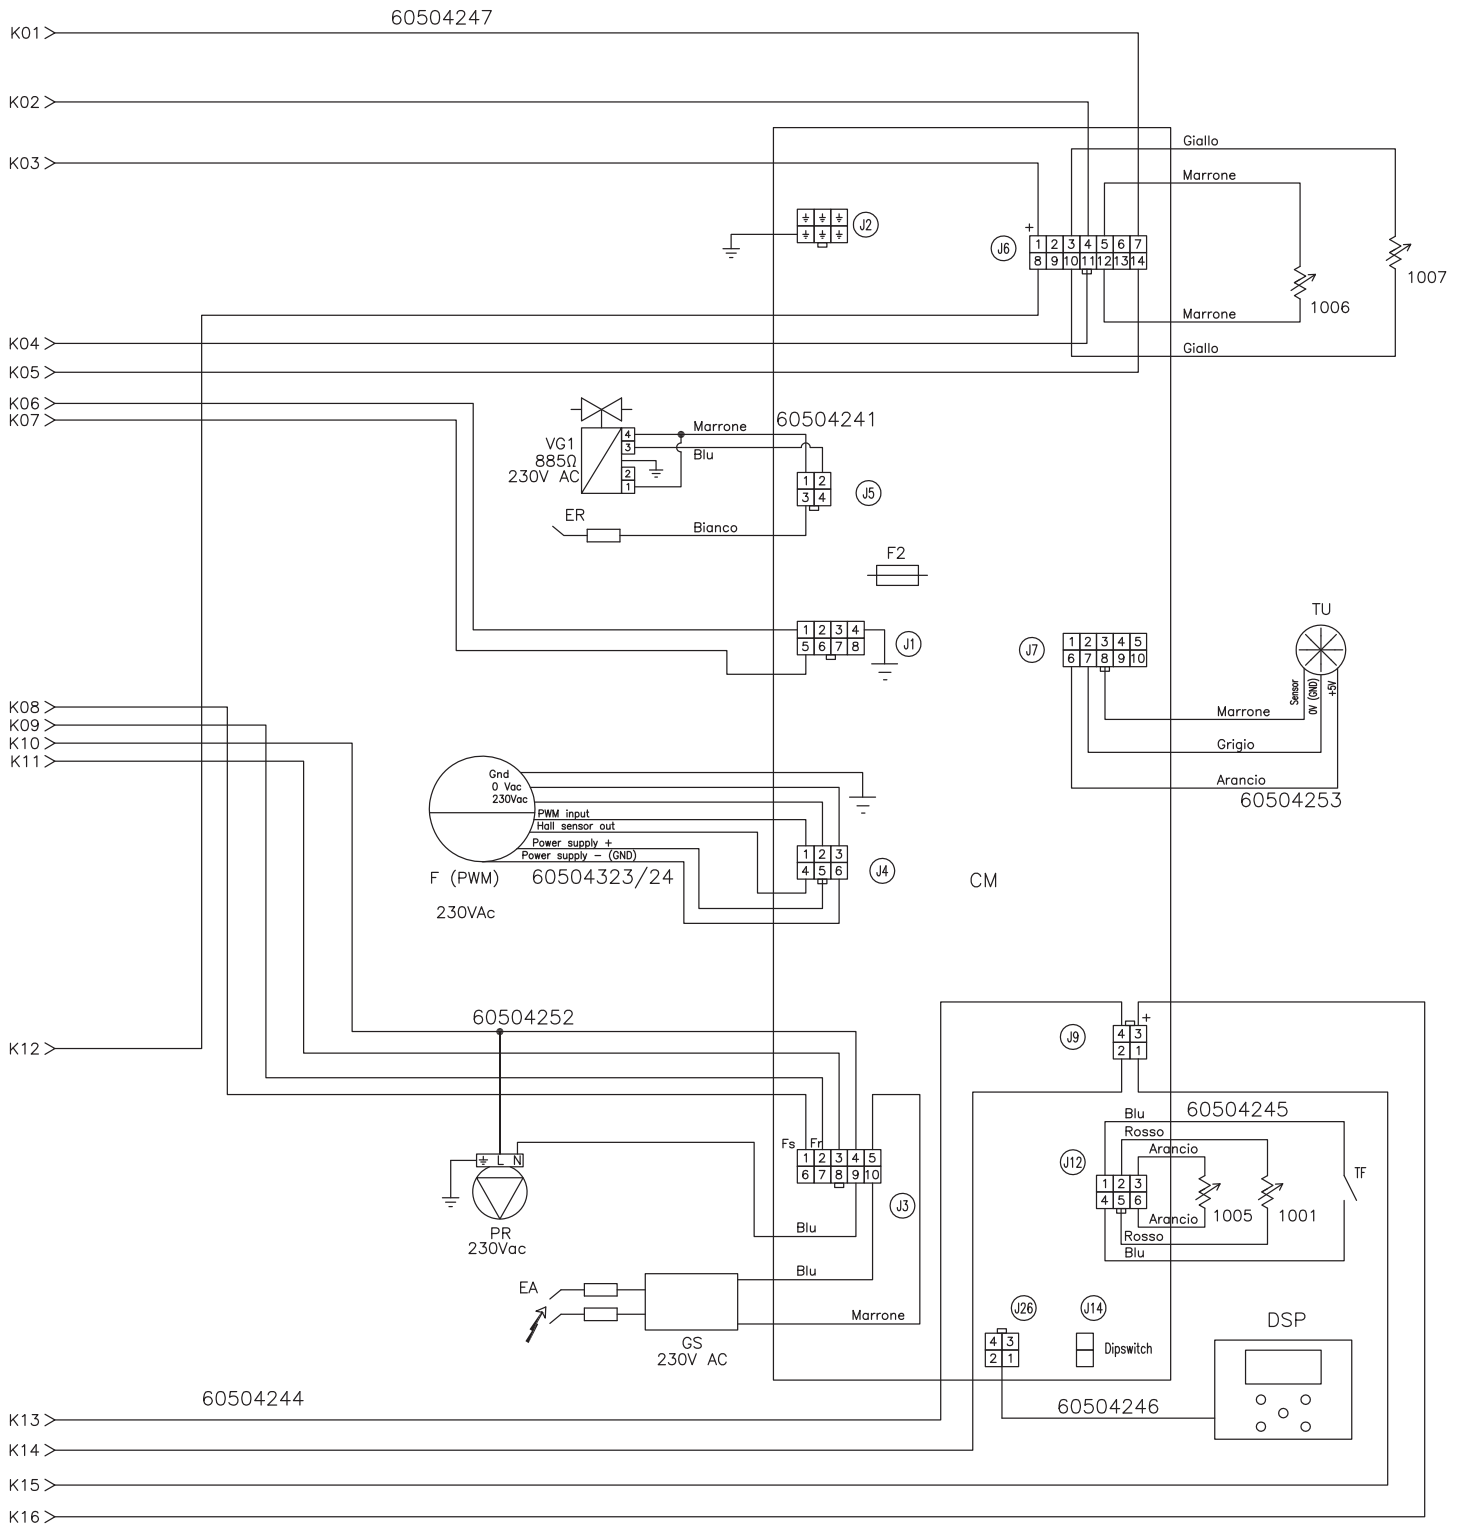 60504247
K01
K02
Giallo
K03
Marrone
J2
+
J6
1 2 3 4 5 6 7
8 9 10 11 12 13 14
1007
1006
Marrone
K04
Giallo
K05
K06
K07
60504241
Marrone
4
VG1
3
Blu
885Ω
230V AC
2
1
1 2
3 4
J5
ER
Bianco
F2
TU
1 2 3 4
5 6 7 8
J1
J7
1 2 3 4 5
6 7 8 9 10
Sensor
0V (GND)
+5V
K08
Marrone
K09
K10
Grigio
K11
Gnd
0 Vac
230Vac
Arancio
60504253
PWM input
Hall sensor out
Power supply +
Power supply - (GND)
1 2 3
4 5 6
J4
F (PWM)
60504323/24
CM
230VAc
60504252
+
K12
J9
4 3
2 1
Blu
60504245
Rosso
Fs
Fr
Arancio
L N
1 2 3 4 5
6 7 8 9 10
J12
1 2 3
4 5 6
TF
J3
1005
1001
Arancio
Blu
PR
Rosso
230Vac
Blu
Blu
EA
Marrone
J26
J14
DSP
GS
4 3
2 1
Dipswitch
230V AC
60504244
60504246
K13
K14
K15
K16